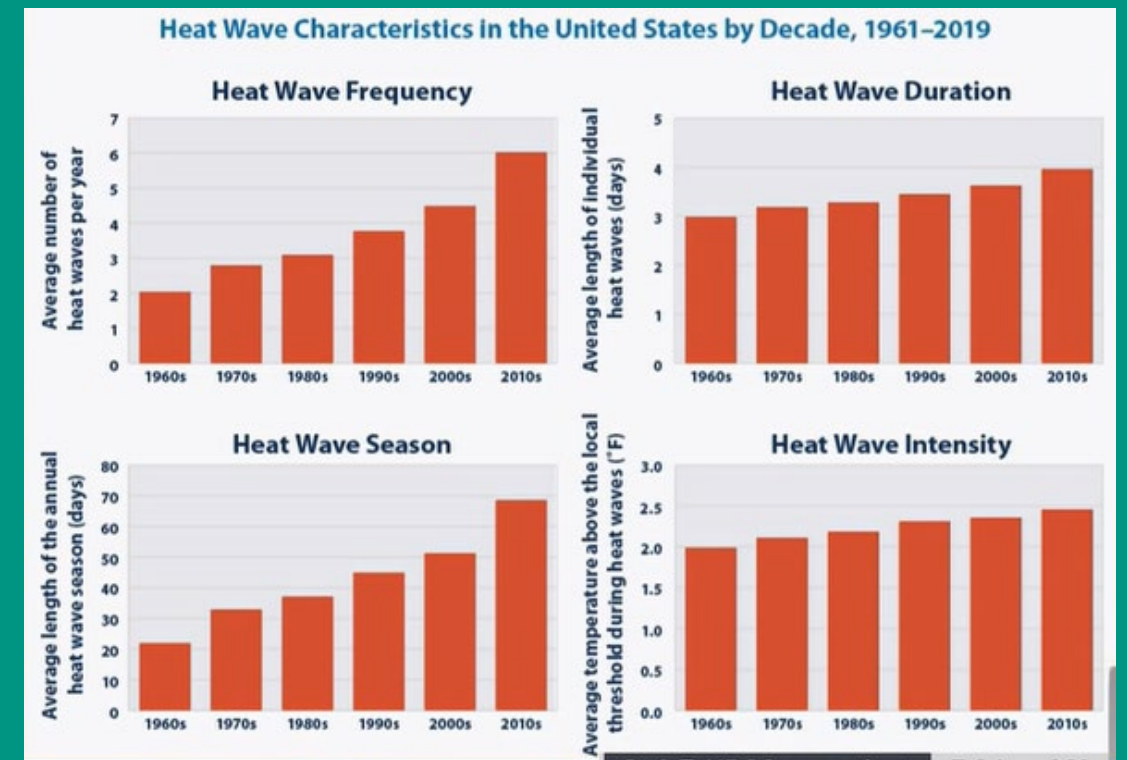 Heat Wave Characteristics in the United States by Decade, 1961–2019
Heat Wave Frequency
Average number of
heat waves per year
7
6
5
4
3
2
1
0
1960s 1970s 1980s 1990s 2000s 2010s
Heat Wave Duration
Average length of individual
heat waves (days)
5
4
3
2
1
0
1960s 1970s 1980s 1990s 2000s 2010s
Heat Wave Season
Average length of the annual
heat wave season (days)
80
70
60
50
40
30
20
10
0
1960s 1970s 1980s 1990s 2000s 2010s
Heat Wave Intensity
Average temperature above the local
threshold during heat waves (°F)
3.0
2.5
2.0
1.5
1.0
0.5
0.0
1960s 1970s 1980s 1990s 2000s 2010s